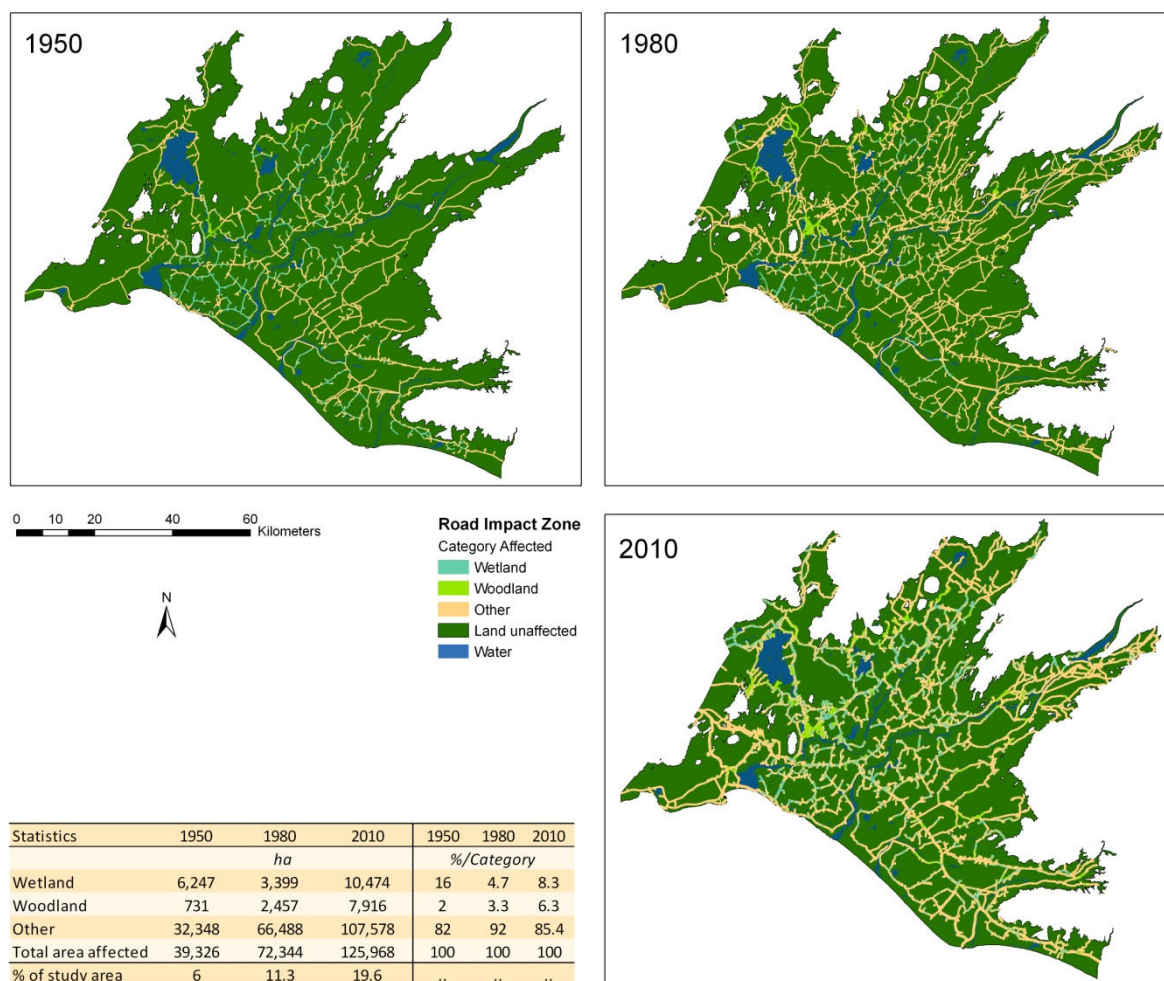 1950
1980
0 10 20 40 60
Kilometers
N
Road Impact Zone
Category Affected
Wetland
Woodland
Other
Land unaffected
Water
2010
Statistics 1950 1980 2010 1950 1980 2010
ha %/Category
Wetland 6,247 3,399 10,474 16 4.7 8.3
Woodland 731 2,457 7,916 2 3.3 6.3
Other 32,348 66,488 107,578 82 92 85.4
Total area affected 39,326 72,344 125,968 100 100 100
% of study area 6 11.3 19.6 .. .. ..